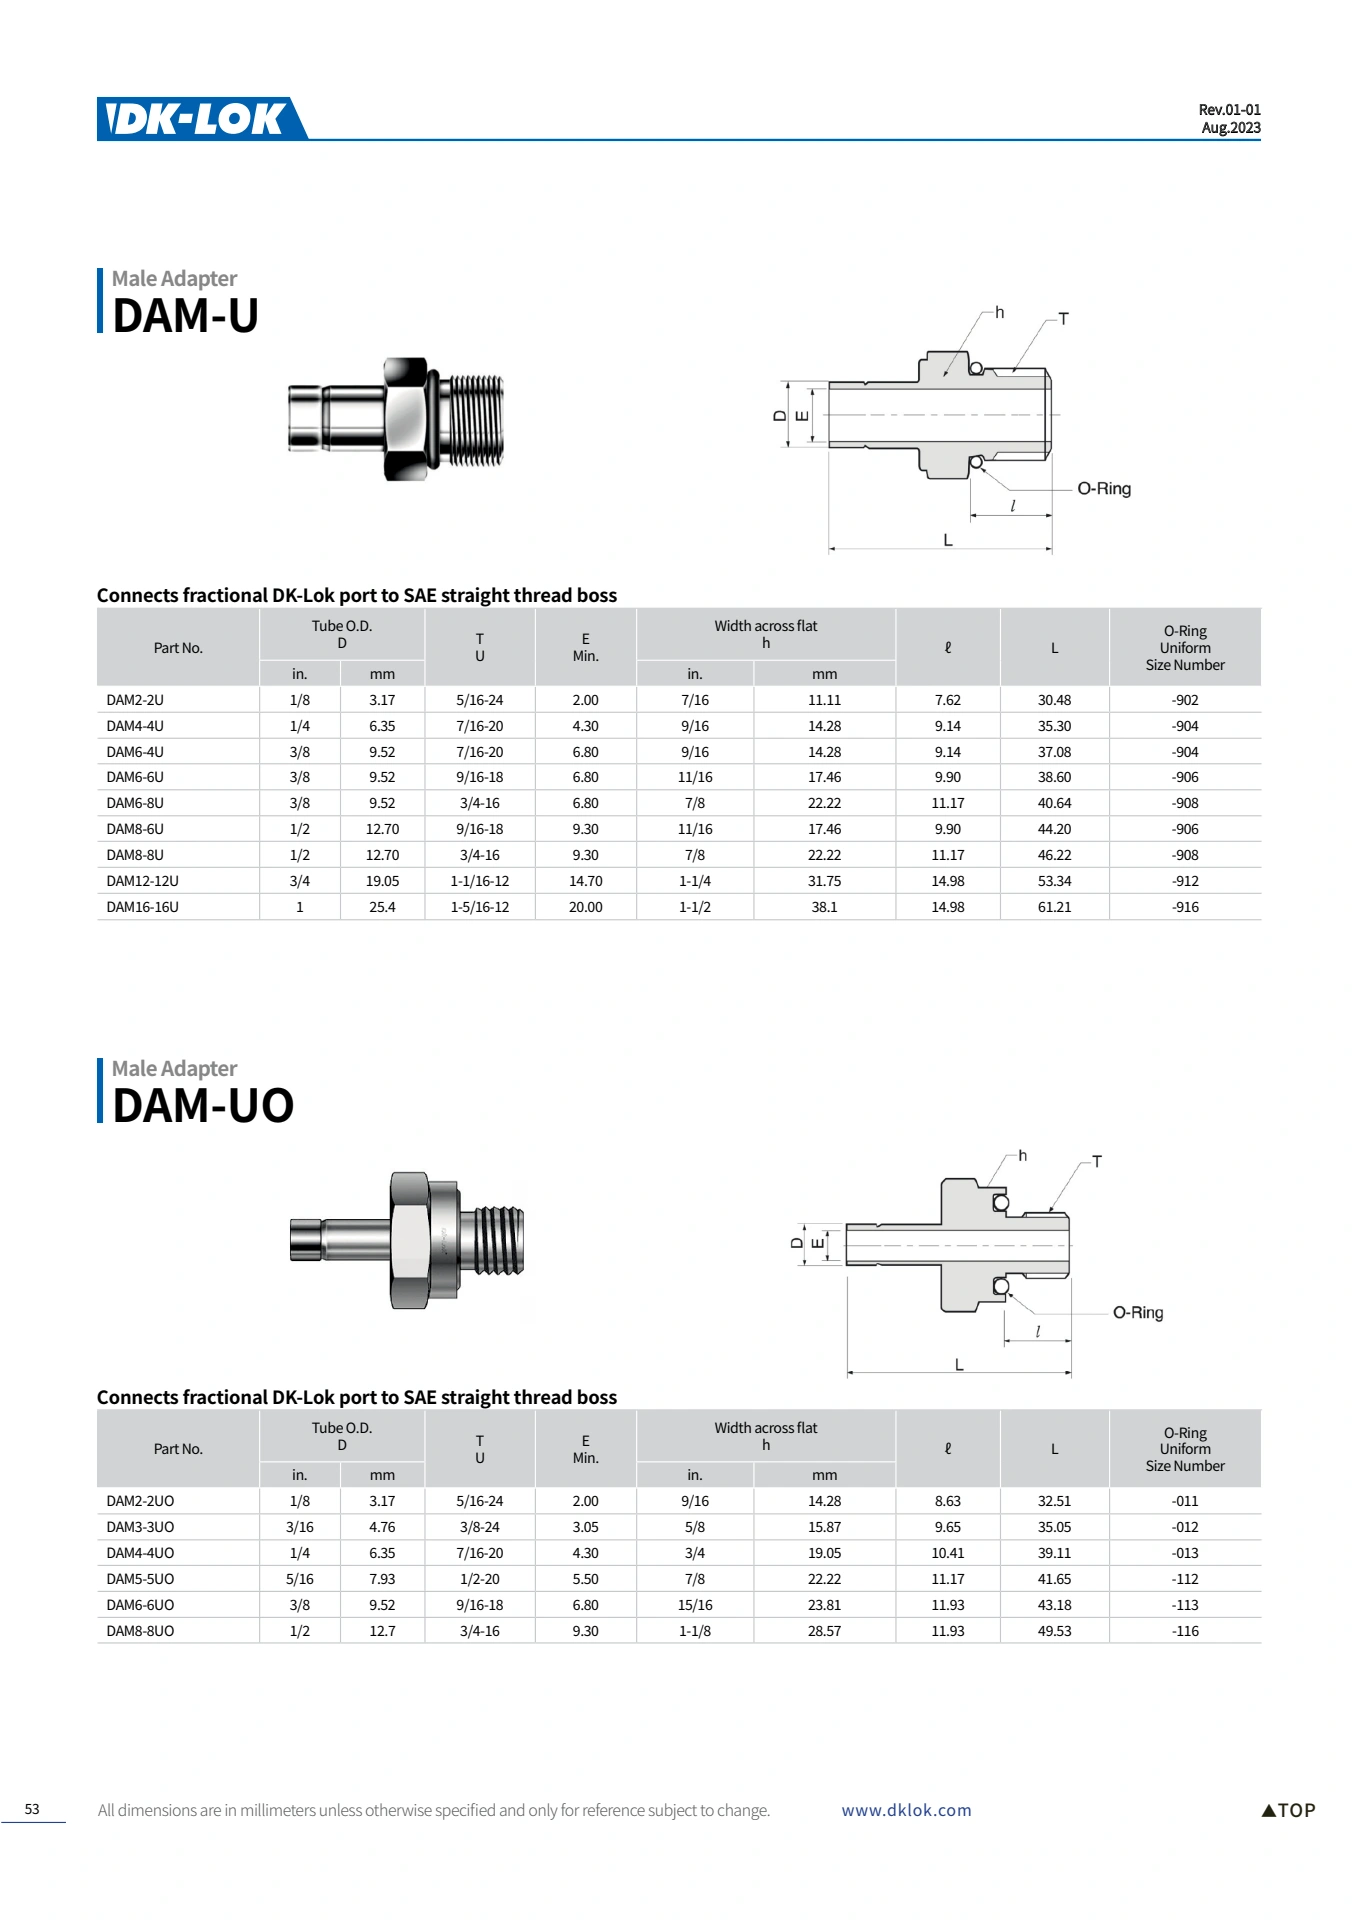 DK-LOK
Rev.01-01
Aug.2023
Male Adapter
DAM-U
h
T
D
E
O-Ring
l
L
Connects fractional DK-Lok port to SAE straight thread boss
Part No. Tube O.D. D T U E Min. Width across flat h ℓ L O-Ring Uniform Size Number
in. mm in. mm
DAM2-2U 1/8 3.17 5/16-24 2.00 7/16 11.11 7.62 30.48 -902
DAM4-4U 1/4 6.35 7/16-20 4.30 9/16 14.28 9.14 35.30 -904
DAM6-4U 3/8 9.52 7/16-20 6.80 9/16 14.28 9.14 37.08 -904
DAM6-6U 3/8 9.52 9/16-18 6.80 11/16 17.46 9.90 38.60 -906
DAM6-8U 3/8 9.52 3/4-16 6.80 7/8 22.22 11.17 40.64 -908
DAM8-6U 1/2 12.70 9/16-18 9.30 11/16 17.46 9.90 44.20 -906
DAM8-8U 1/2 12.70 3/4-16 9.30 7/8 22.22 11.17 46.22 -908
DAM12-12U 3/4 19.05 1-1/16-12 14.70 1-1/4 31.75 14.98 53.34 -912
DAM16-16U 1 25.4 1-5/16-12 20.00 1-1/2 38.1 14.98 61.21 -916
Male Adapter
DAM-UO
h
T
D
E
O-Ring
l
L
Connects fractional DK-Lok port to SAE straight thread boss
Part No. Tube O.D. D T U E Min. Width across flat h ℓ L O-Ring Uniform Size Number
in. mm in. mm
DAM2-2UO 1/8 3.17 5/16-24 2.00 9/16 14.28 8.63 32.51 -011
DAM3-3UO 3/16 4.76 3/8-24 3.05 5/8 15.87 9.65 35.05 -012
DAM4-4UO 1/4 6.35 7/16-20 4.30 3/4 19.05 10.41 39.11 -013
DAM5-5UO 5/16 7.93 1/2-20 5.50 7/8 22.22 11.17 41.65 -112
DAM6-6UO 3/8 9.52 9/16-18 6.80 15/16 23.81 11.93 43.18 -113
DAM8-8UO 1/2 12.7 3/4-16 9.30 1-1/8 28.57 11.93 49.53 -116
53
All dimensions are in millimeters unless otherwise specified and only for reference subject to change.
www.dklok.com
▲TOP